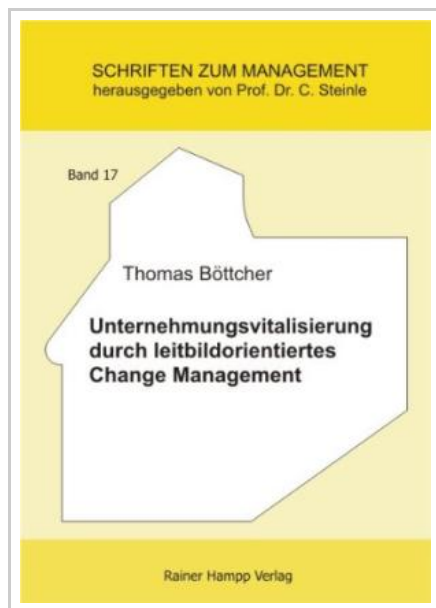 SCHRIFTEN ZUM MANAGEMENT
herausgegeben von Prof. Dr. C. Steinle
Band 17
Thomas Böttcher
Unternehmungsvitalisierung
durch leitbildorientiertes
Change Management
Rainer Hampp Verlag